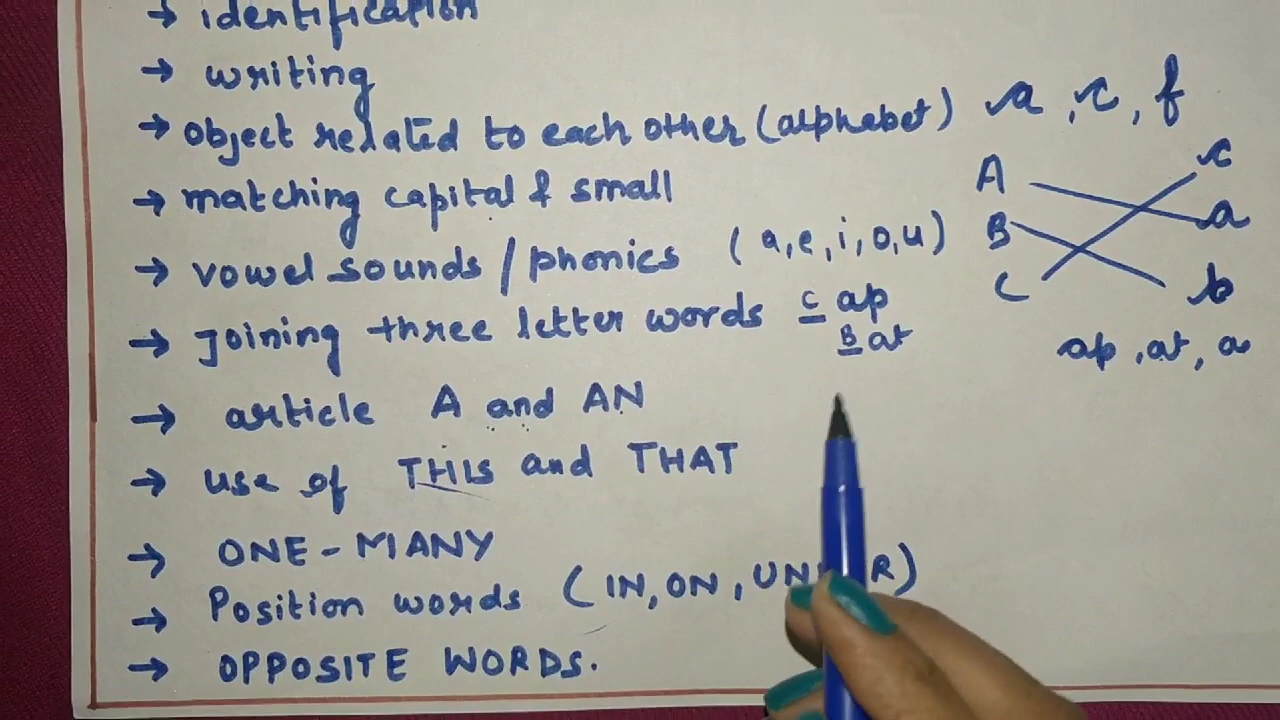 → identification
→ writing
→ object related to each other (alphabet) a, c, f
→ matching capital & small
A c
B a
C b
→ vowel sounds / phonics (a, e, i, o, u)
→ Joining three letter words C ap
B at
ap, at, a
→ article A and AN
→ use of THIS and THAT
→ ONE - MANY
→ Position words (IN, ON,
→ OPPOSITE WORDS.